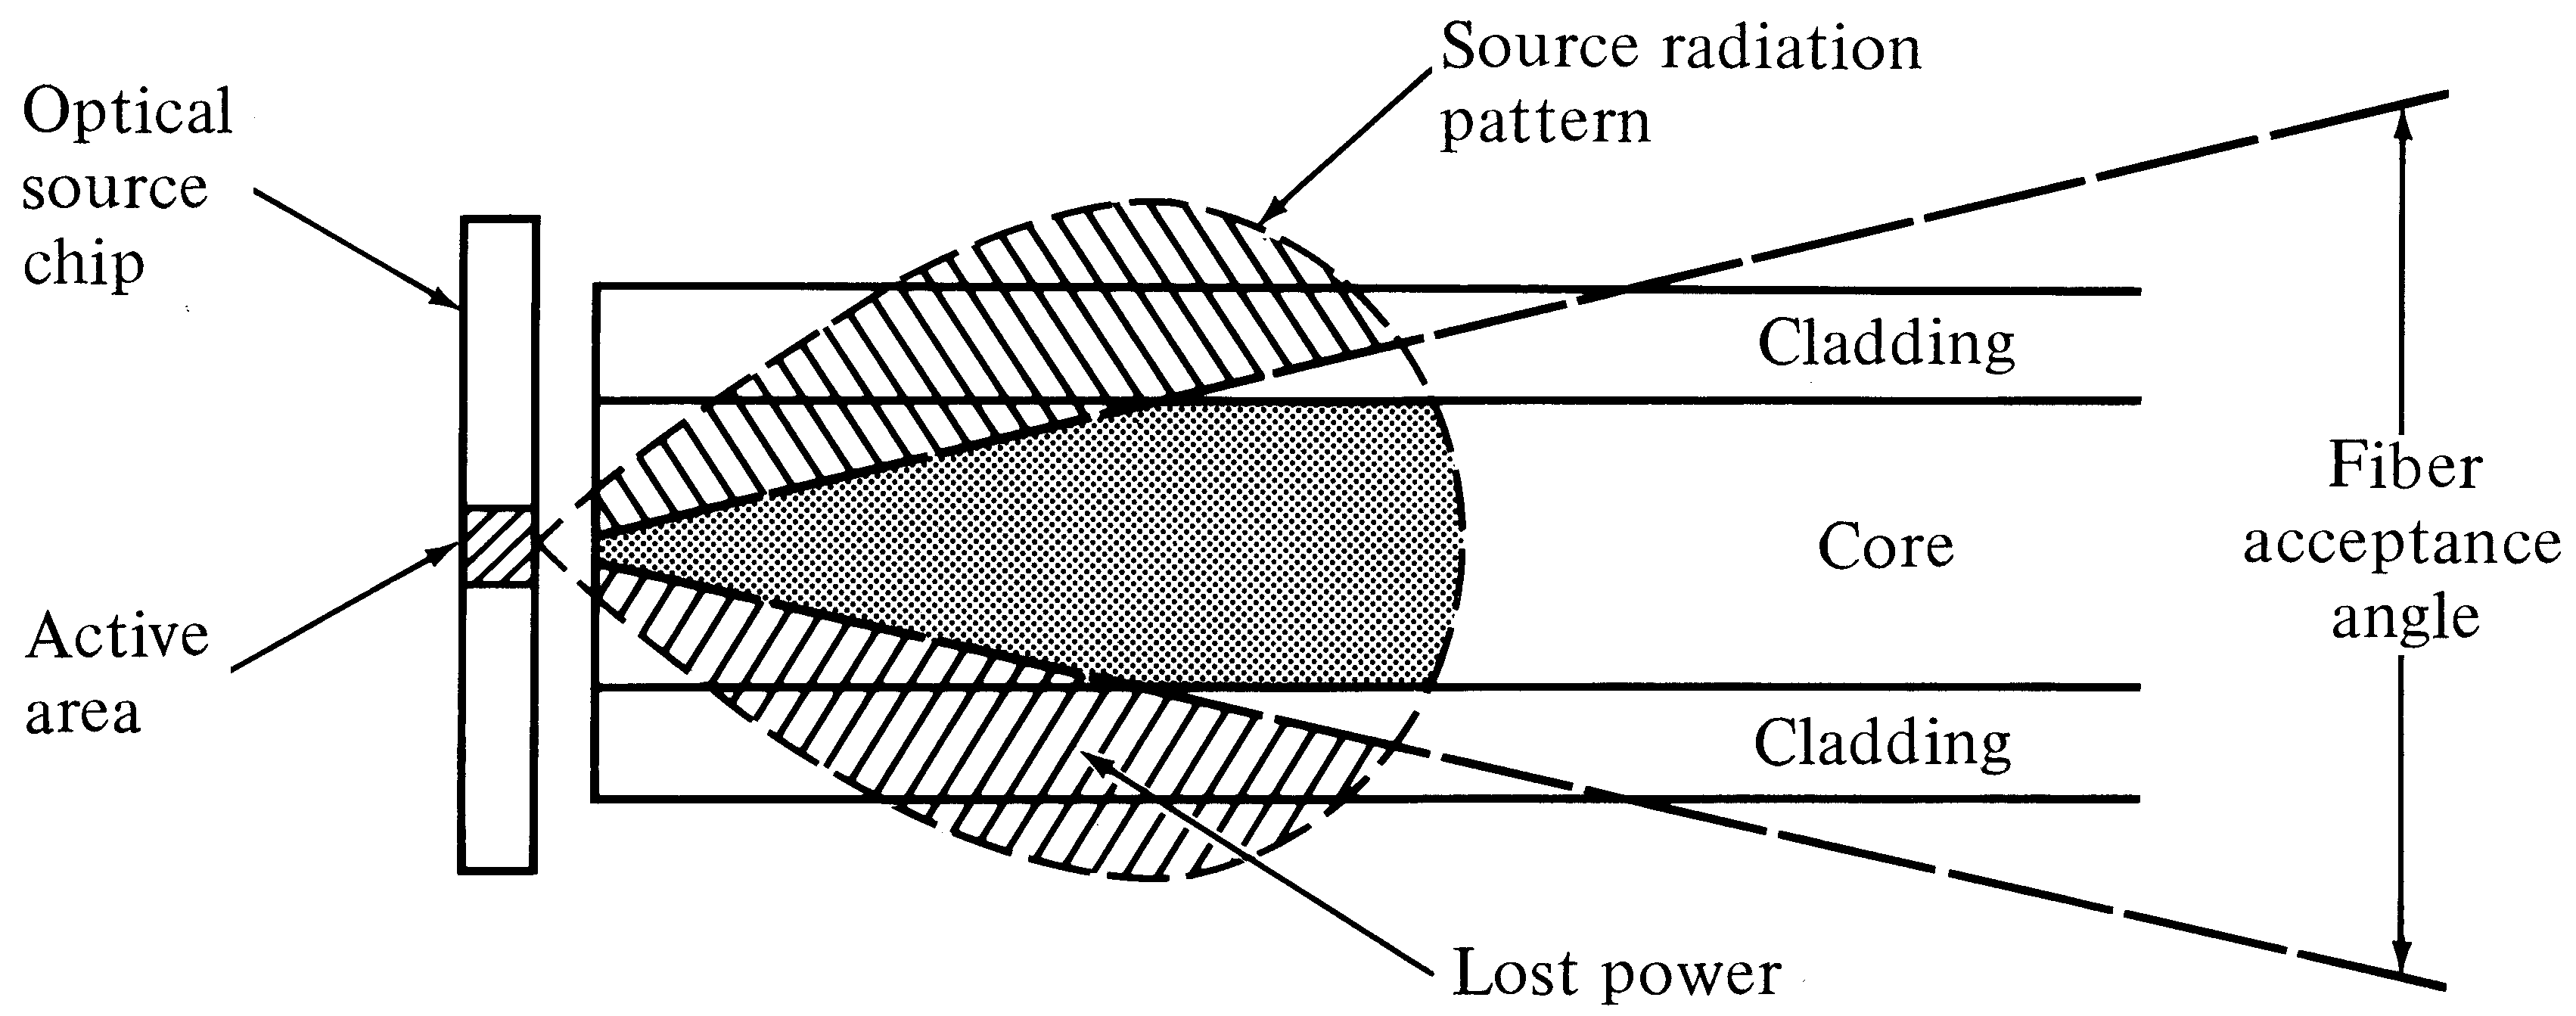 Source radiation
pattern
Optical
source
chip
Cladding
Fiber
acceptance
angle
Core
Active
area
Cladding
Lost power